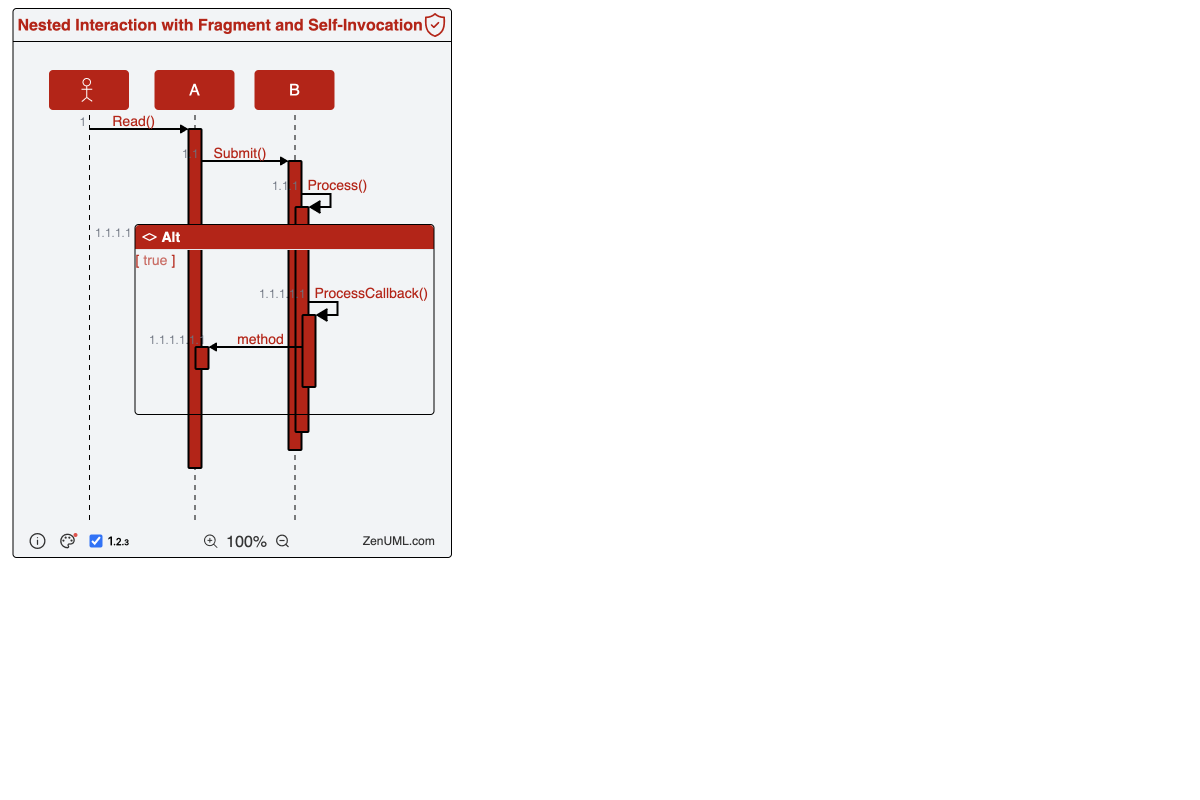 Nested Interaction with Fragment and Self-Invocation
A
B
1
Read()
1.1
Submit()
1.1.1
Process()
1.1.1.1
<> Alt
[ true ]
1.1.1.1.1
ProcessCallback()
1.1.1.1.1.1
method
1.2.3
100%
ZenUML.com